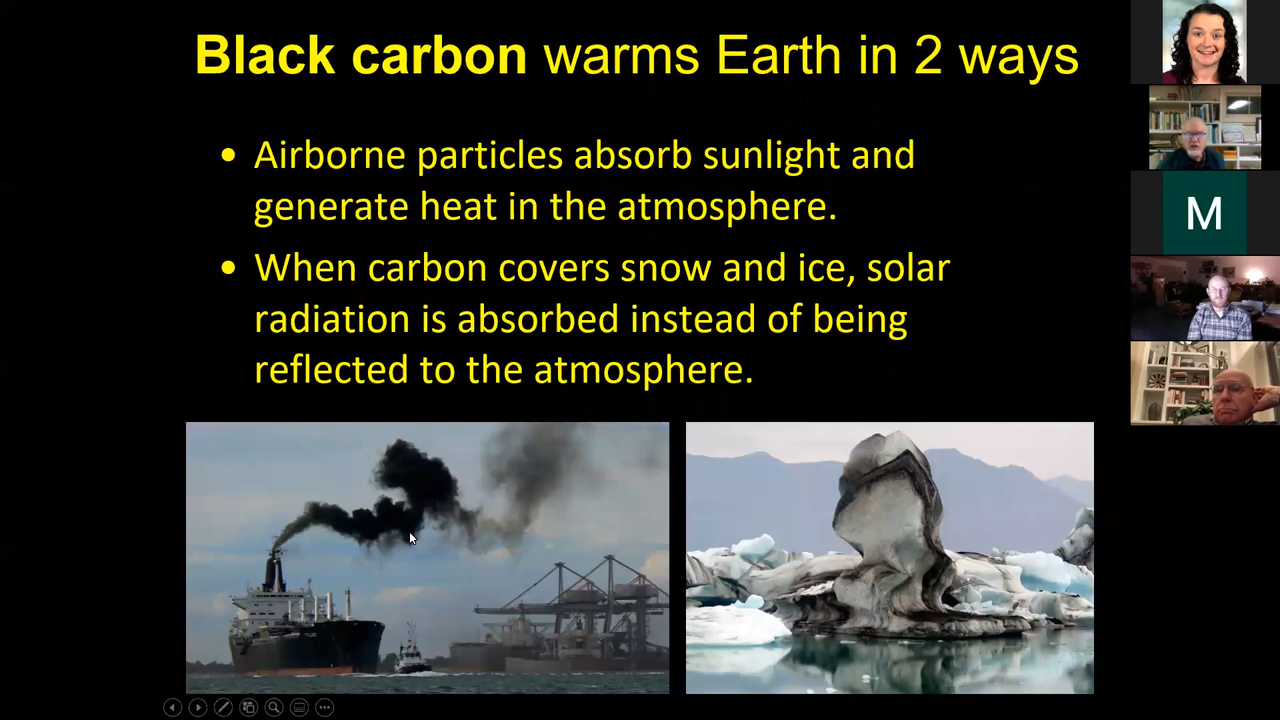 Black carbon warms Earth in 2 ways
• Airborne particles absorb sunlight and
generate heat in the atmosphere.
• When carbon covers snow and ice, solar
radiation is absorbed instead of being
reflected to the atmosphere.
M